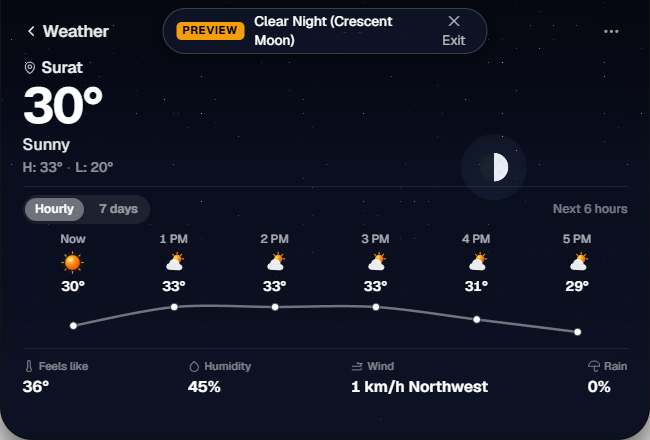 Weather
PREVIEW
Clear Night (Crescent
Moon)
Exit
Surat
30°
Sunny
H: 33° · L: 20°
Hourly
7 days
Next 6 hours
Now 1 PM 2 PM 3 PM 4 PM 5 PM
30° 33° 33° 33° 31° 29°
Feels like Humidity Wind Rain
36° 45% 1 km/h Northwest 0%